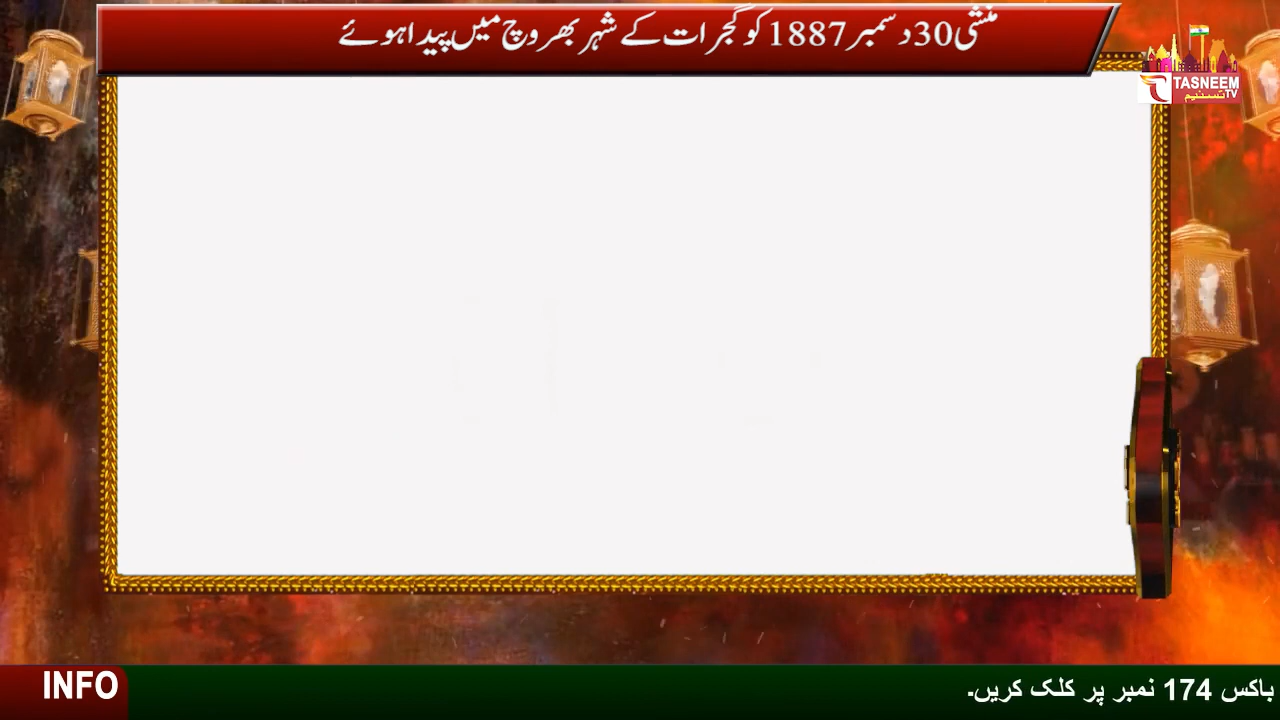 منشی 30 دسمبر 1887 کو گجرات کے شہر بھروچ میں پیدا ہوئے
TASNEEM
تسنیم TV
INFO
باکس 174 نمبر پر کلک کریں۔